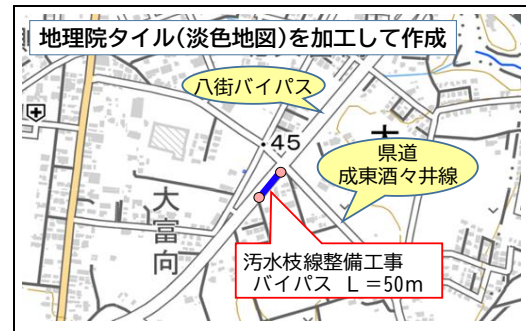 地理院タイル(淡色地図)を加工して作成
八街バイパス
・45
県道
成東酒々井線
大富向
汚水枝線整備工事
バイパス L=50m